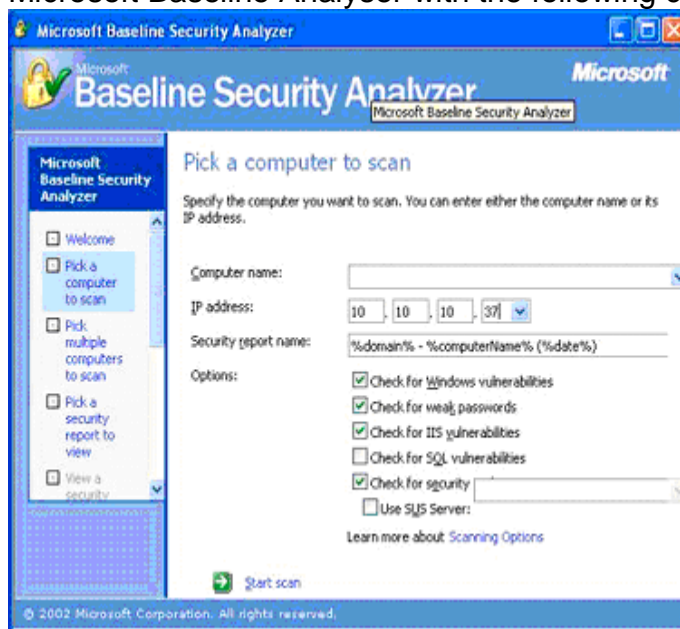 Microsoft Baseline Analyser with the following
Microsoft Baseline Security Analyzer
Microsoft
Baseline Security Analyzer
Microsoft
Microsoft Baseline Security Analyzer
Microsoft
Baseline Security
Analyzer
Welcome
Pick a
computer
to scan
Pick
multiple
computers
to scan
Pick a
security
report to
view
View a
security
Pick a computer to scan
Specify the computer you want to scan. You can enter either the computer name or its
IP address.
Computer name:
IP address:
10 . 10 . 10 . 37
Security report name:
%domain% - %computerName% (%date%)
Options:
Check for Windows vulnerabilities
Check for weak passwords
Check for IIS vulnerabilities
Check for SQL vulnerabilities
Check for security
Use SUS Server:
Learn more about Scanning Options
Start scan
© 2002 Microsoft Corporation. All rights reserved.